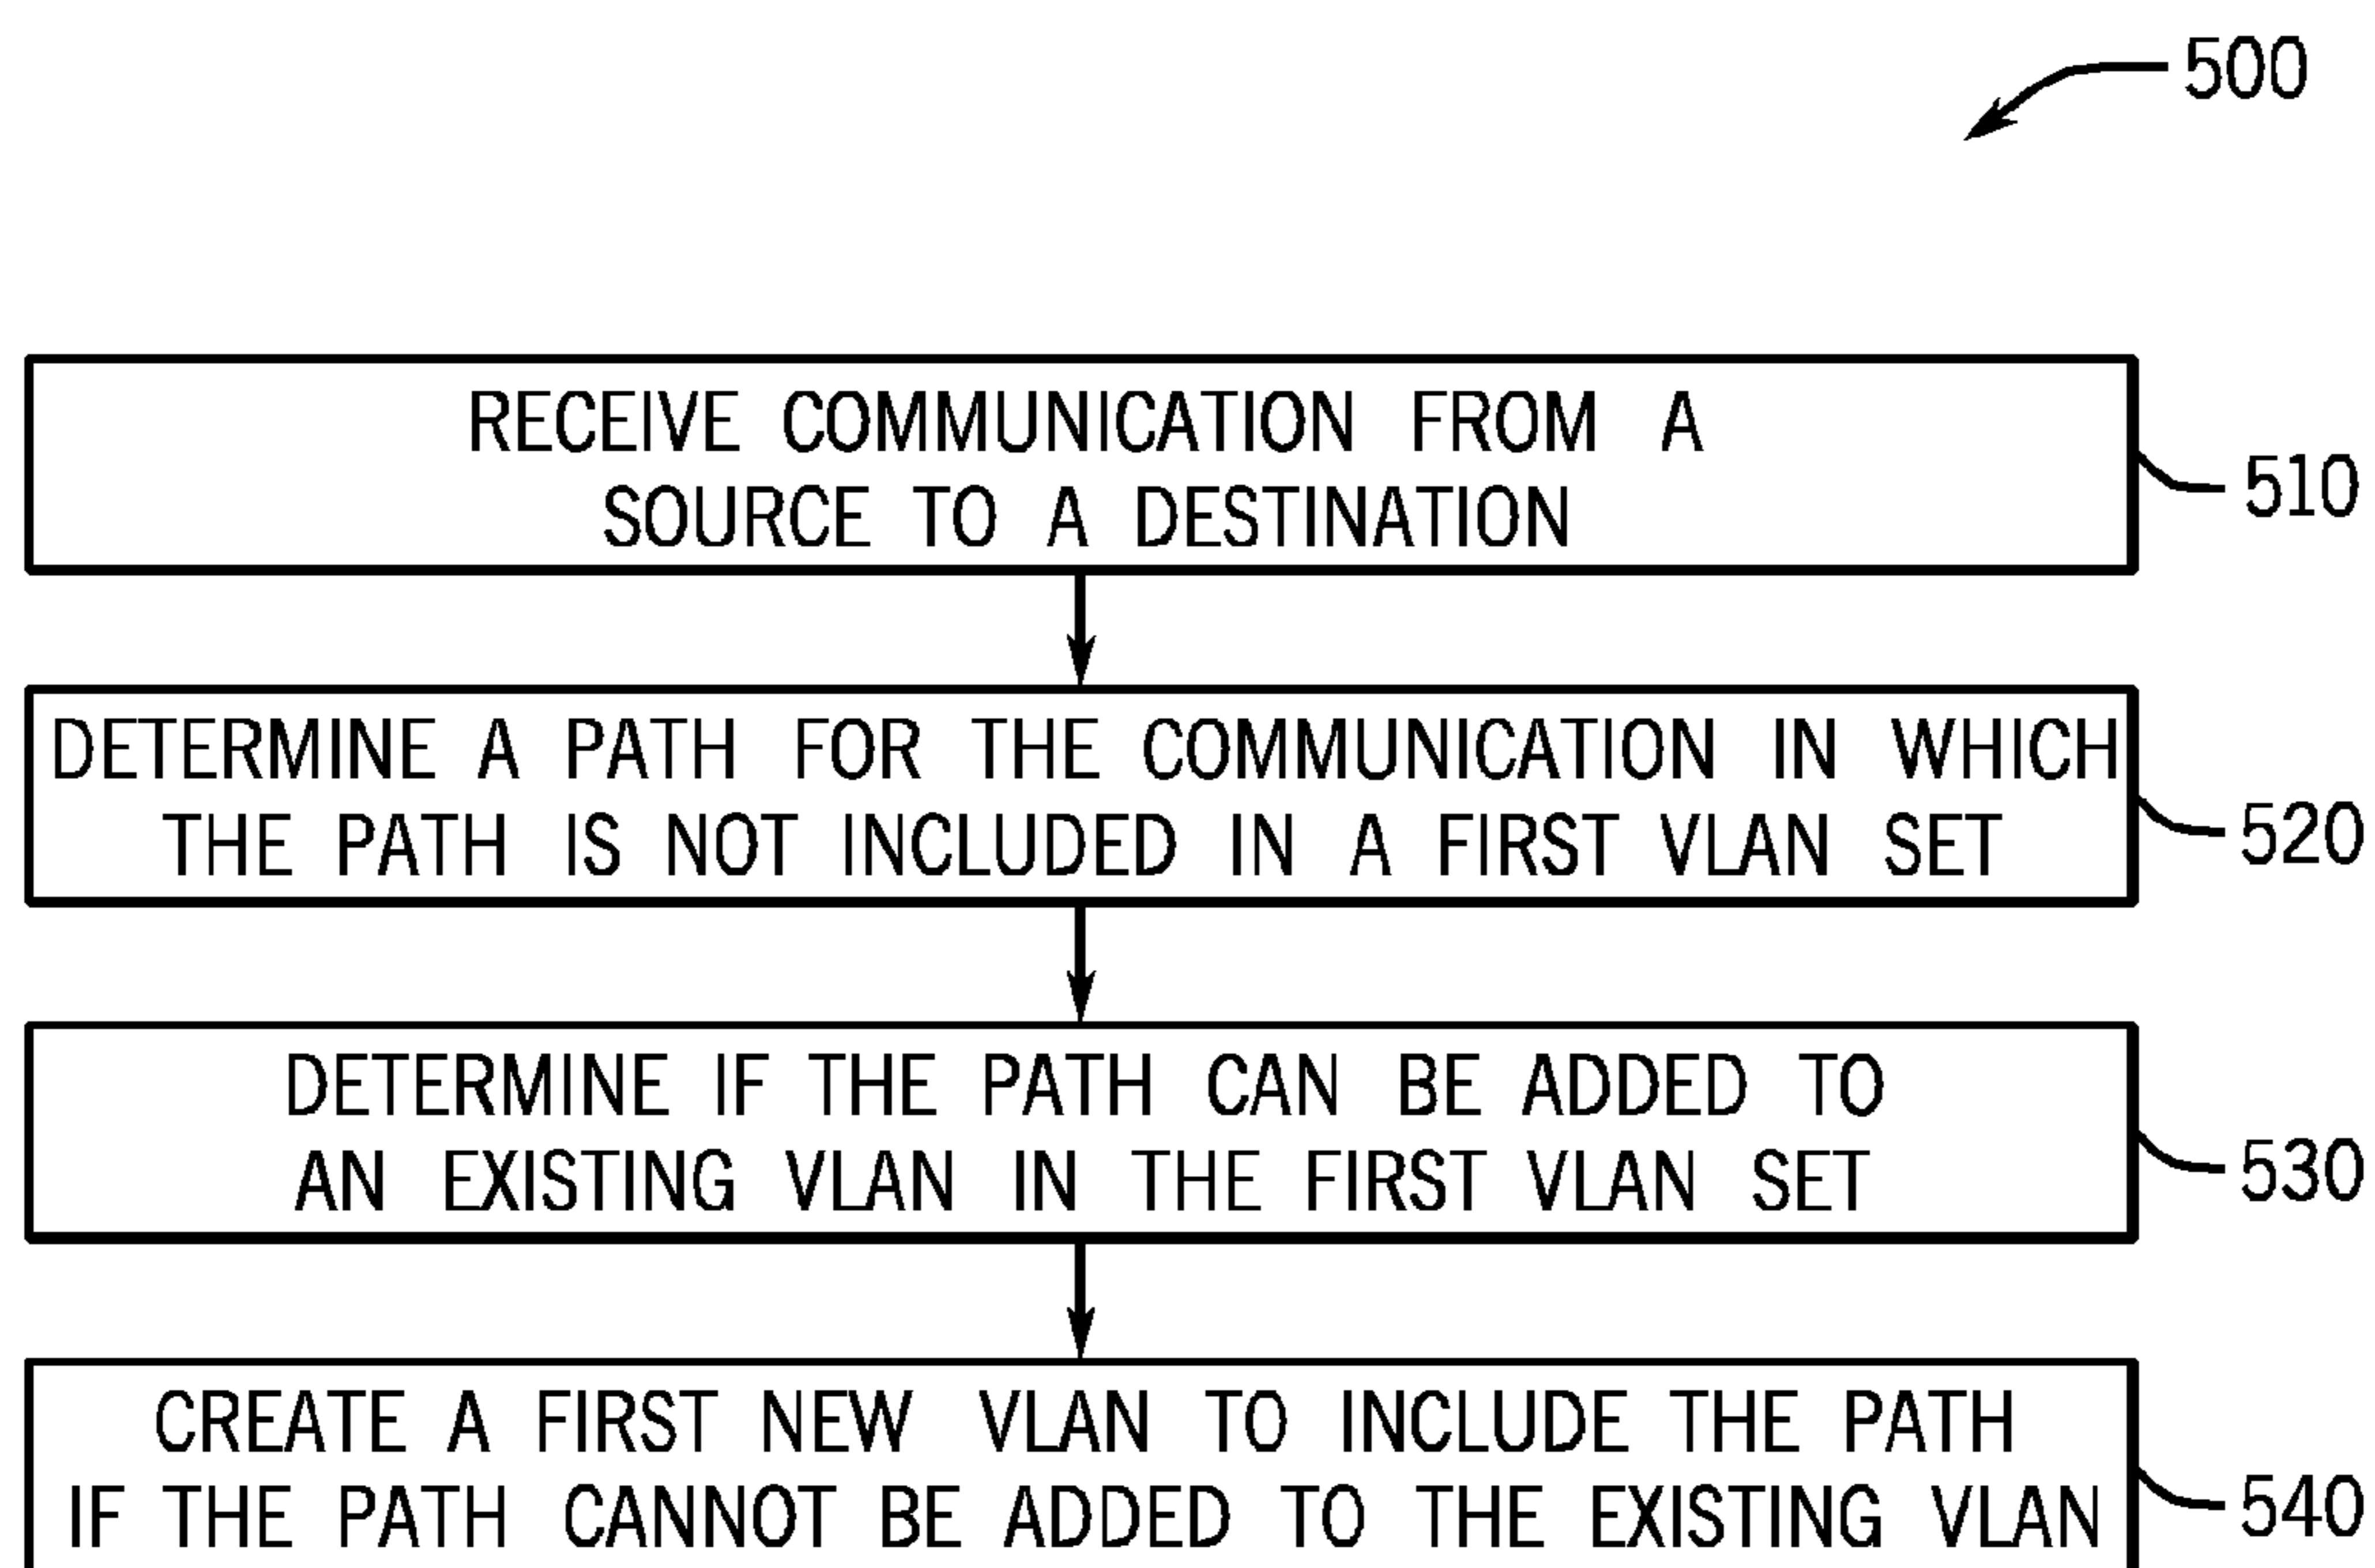 500
RECEIVE COMMUNICATION FROM A
SOURCE TO A DESTINATION
510
DETERMINE A PATH FOR THE COMMUNICATION IN WHICH
THE PATH IS NOT INCLUDED IN A FIRST VLAN SET
520
DETERMINE IF THE PATH CAN BE ADDED TO
AN EXISTING VLAN IN THE FIRST VLAN SET
530
CREATE A FIRST NEW VLAN TO INCLUDE THE PATH
IF THE PATH CANNOT BE ADDED TO THE EXISTING VLAN
540